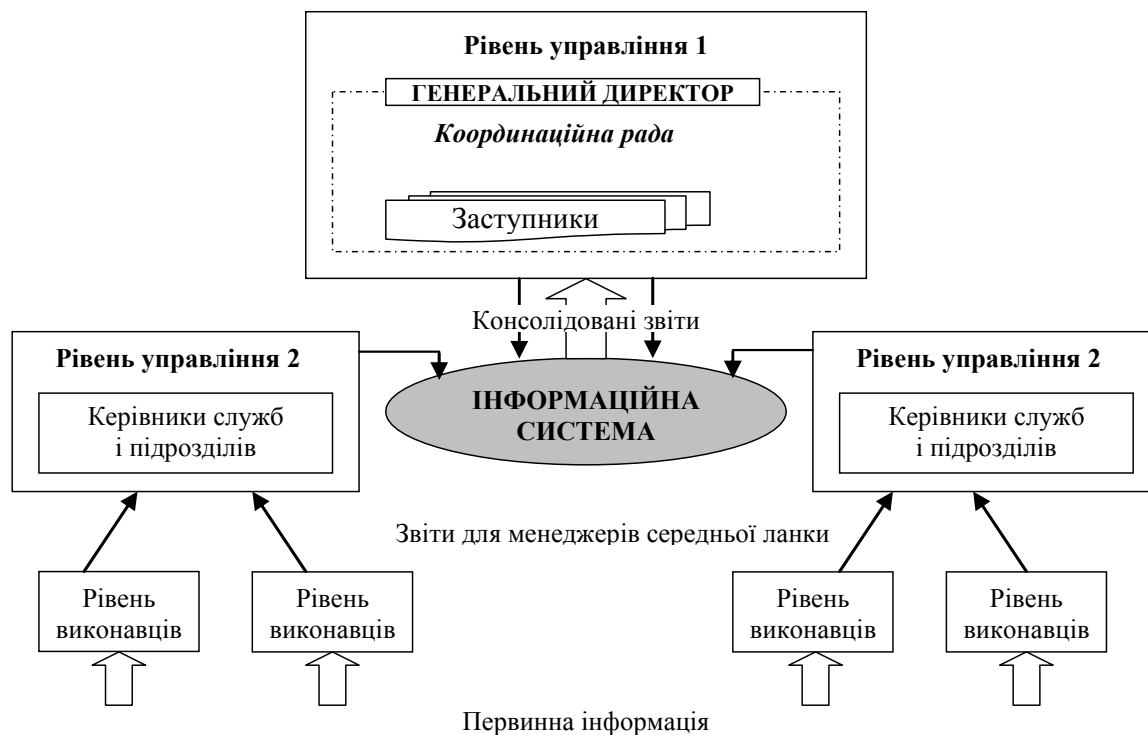 Рівень управління 1
ГЕНЕРАЛЬНИЙ ДИРЕКТОР
Координаційна рада
Заступники
Консолідовані звіти
Рівень управління 2
Керівники служб
і підрозділів
ІНФОРМАЦІЙНА
СИСТЕМА
Рівень управління 2
Керівники служб
і підрозділів
Звіти для менеджерів середньої ланки
Рівень
виконавців
Рівень
виконавців
Рівень
виконавців
Рівень
виконавців
Первинна інформація